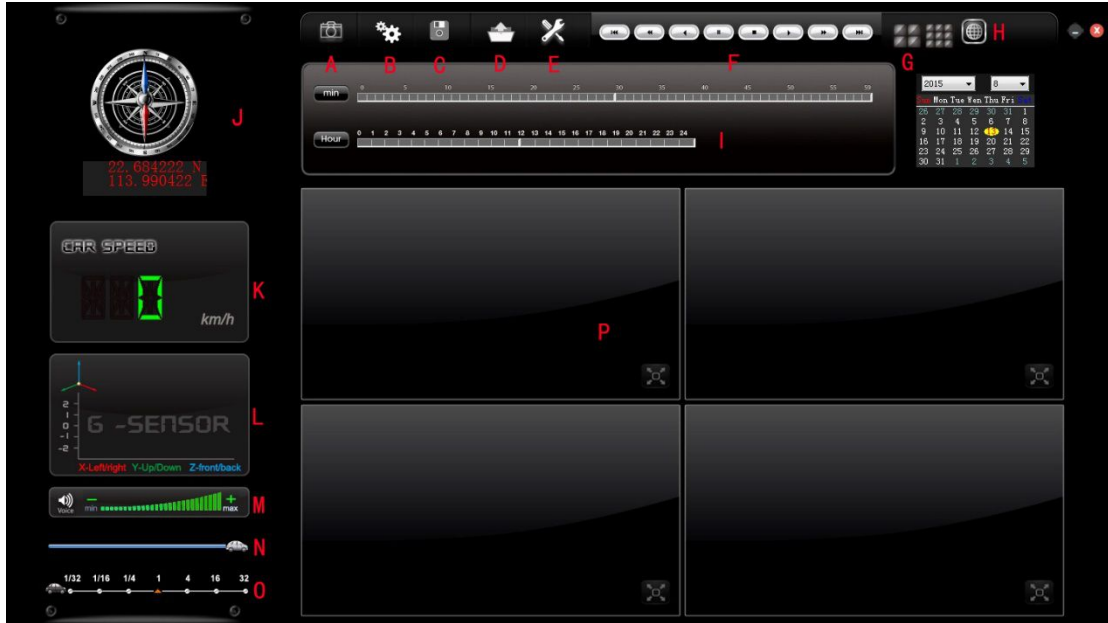 A B C D E F G H
min 0 5 10 15 20 25 30 35 40 45 50 55 59
Hour 0 1 2 3 4 5 6 7 8 9 10 11 12 13 14 15 16 17 18 19 20 21 22 23 24
I
2015 8
Sun Mon Tue Wen Thu Fri
26 27 28 29 30 31 1
2 3 4 5 6 7 8
9 10 11 12 13 14 15
16 17 18 19 20 21 22
23 24 25 26 27 28 29
30 31 1 2 3 4 5
J
22.684222 N
113.990422 E
CAR SPEED
0
km/h
K
2
1
0
-1
-2
G -SENSOR
L
X-Left/right Y-Up/Down Z-front/back
Voice min max M
N
1/32 1/16 1/4 1 4 16 32
O
P